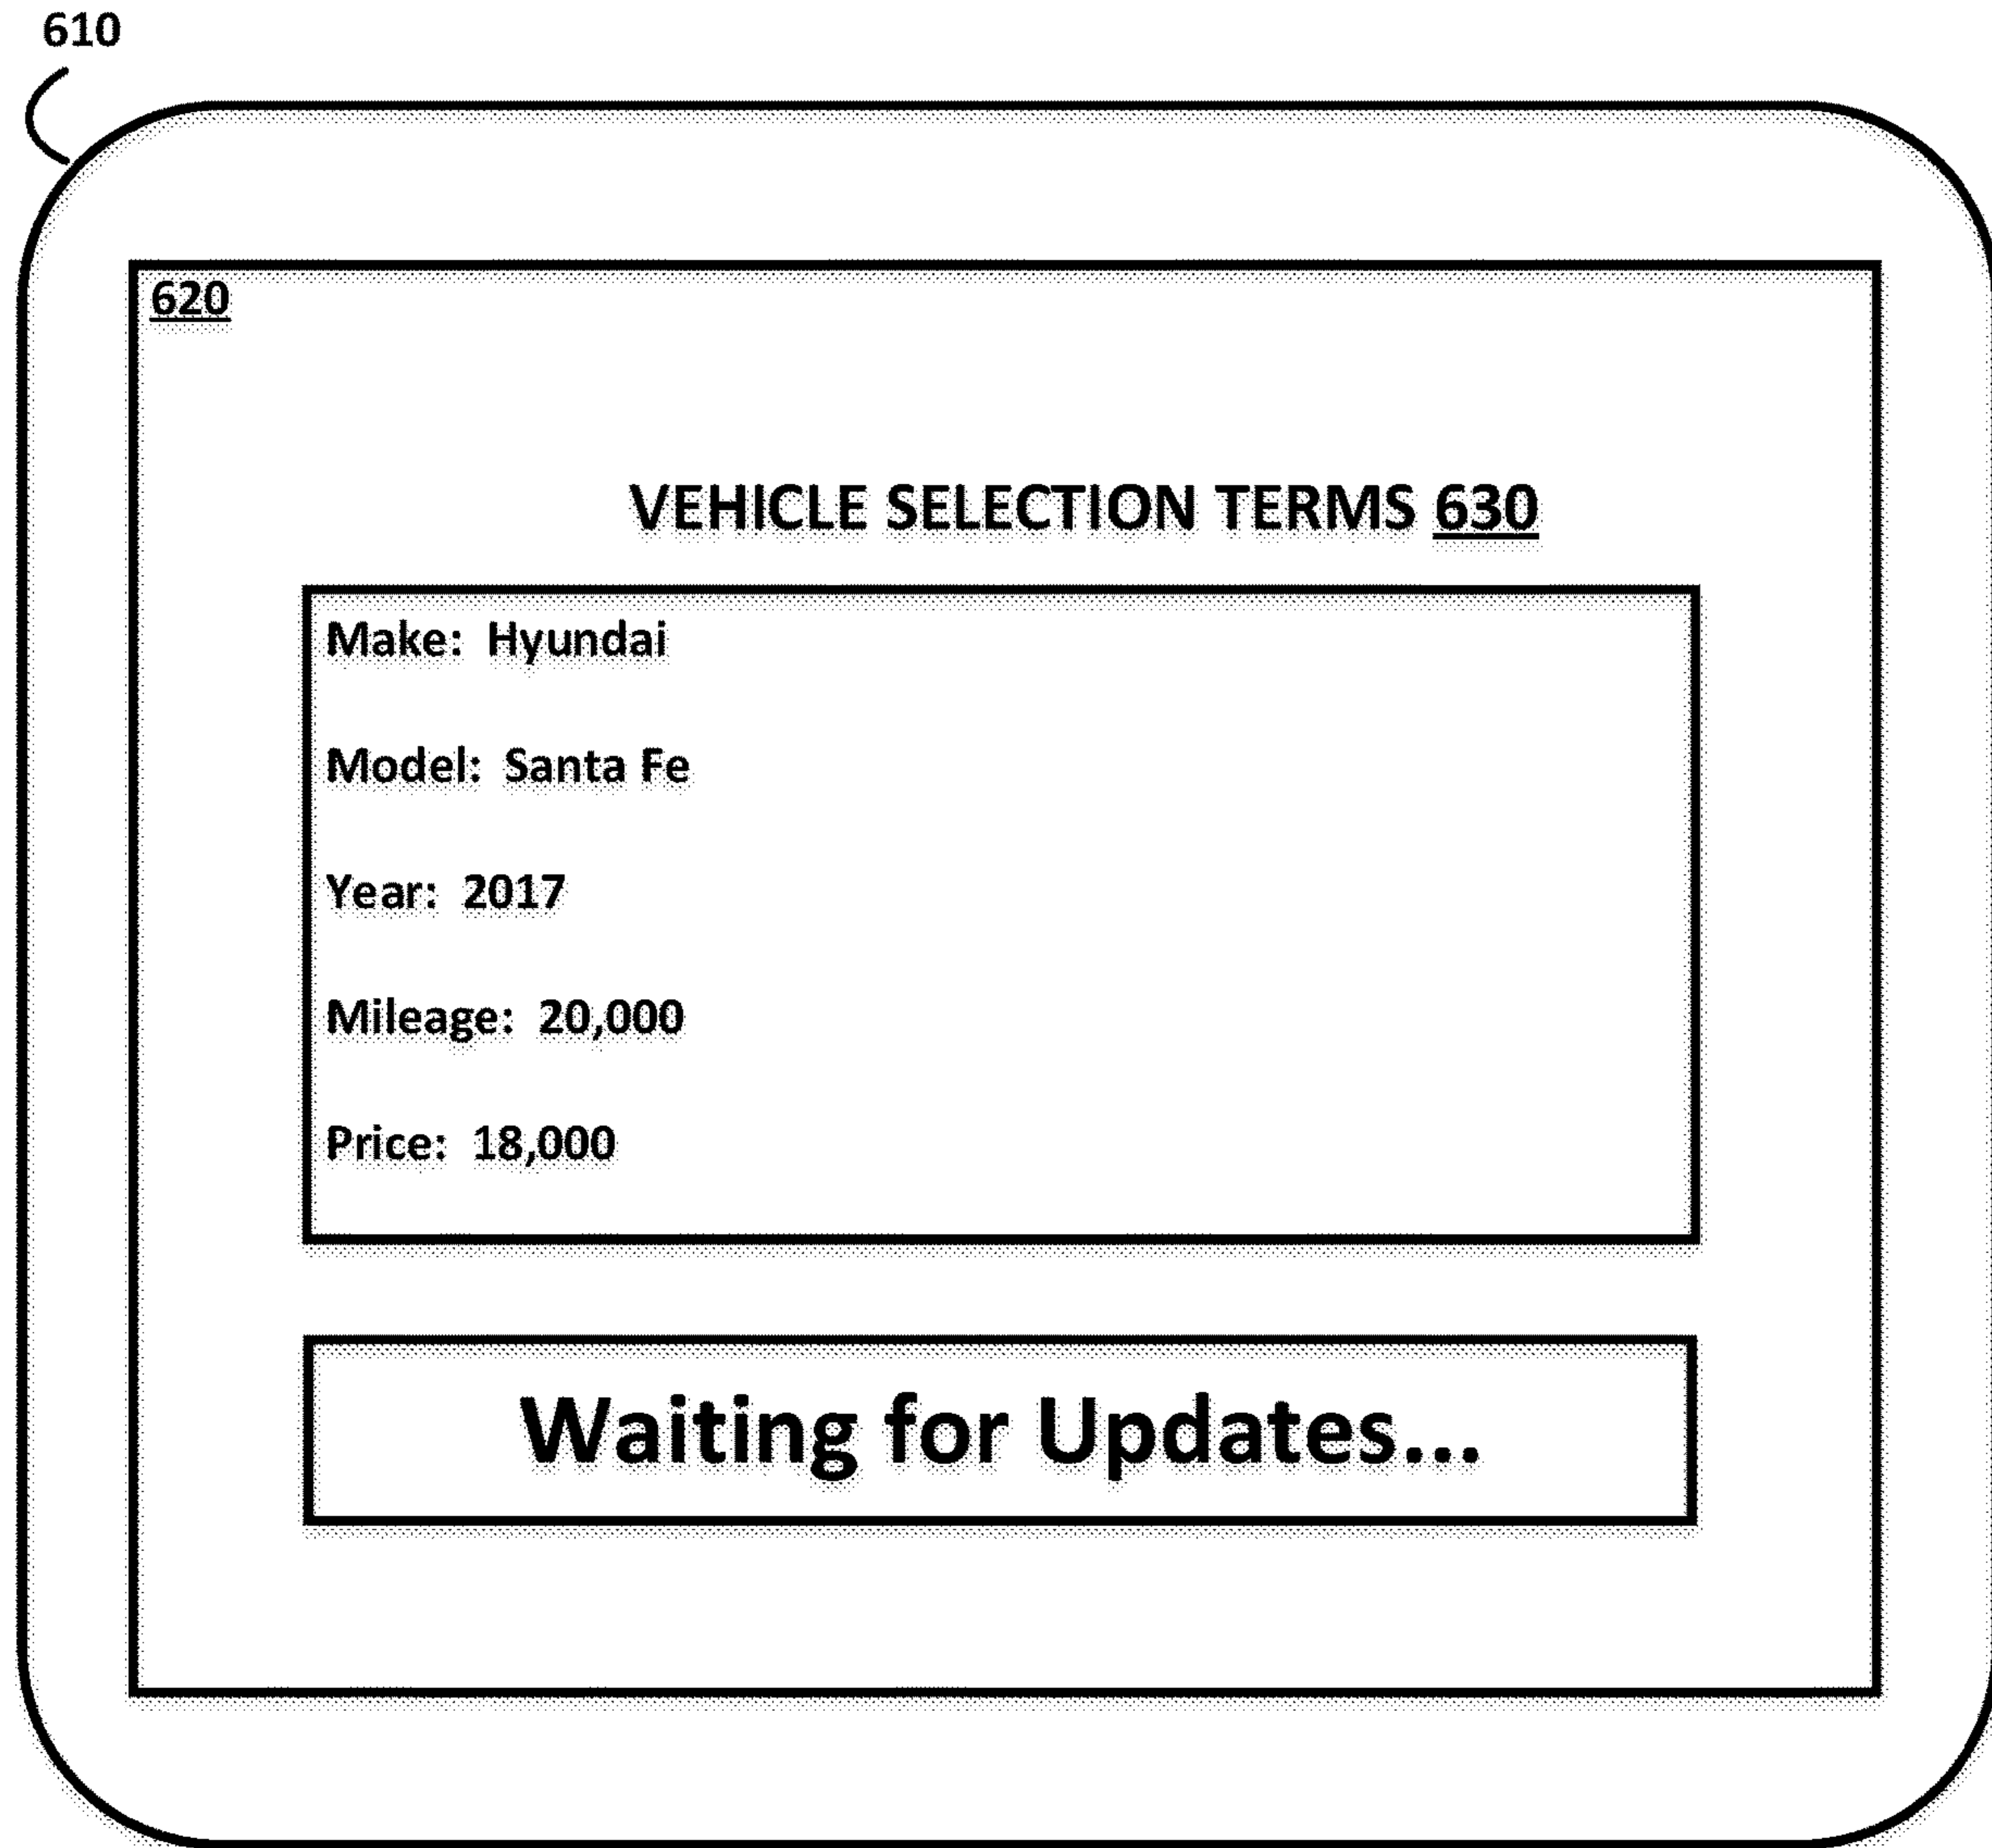 610
620
VEHICLE SELECTION TERMS 630
Make: Hyundai
Model: Santa Fe
Year: 2017
Mileage: 20,000
Price: 18,000
Waiting for Updates...